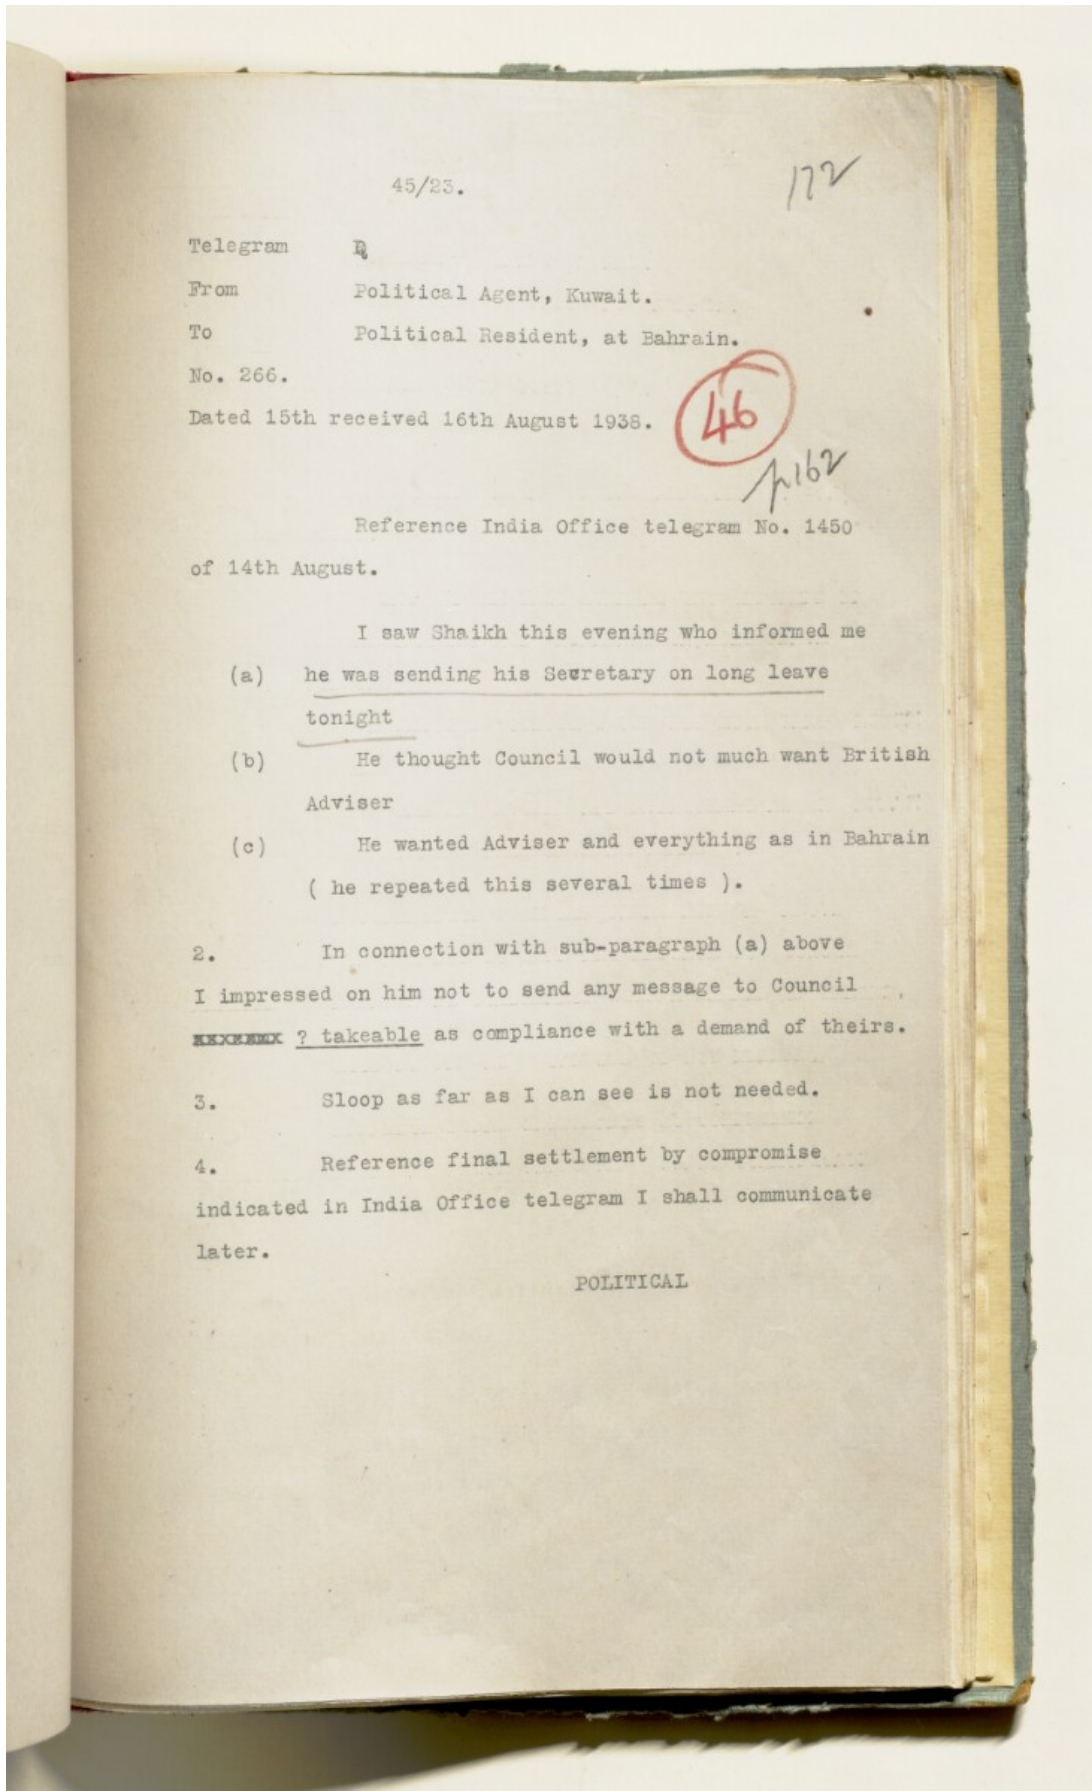 45/23.
172
Telegram
From Political Agent, Kuwait.
To Political Resident, at Bahrain.
No. 266.
Dated 15th received 16th August 1938.
46
p162
Reference India Office telegram No. 1450
of 14th August.
I saw Shaikh this evening who informed me
(a) he was sending his Secretary on long leave
tonight
(b) He thought Council would not much want British
Adviser
(c) He wanted Adviser and everything as in Bahrain
( he repeated this several times ).
2. In connection with sub-paragraph (a) above
I impressed on him not to send any message to Council
? takeable as compliance with a demand of theirs.
3. Sloop as far as I can see is not needed.
4. Reference final settlement by compromise
indicated in India Office telegram I shall communicate
later.
POLITICAL